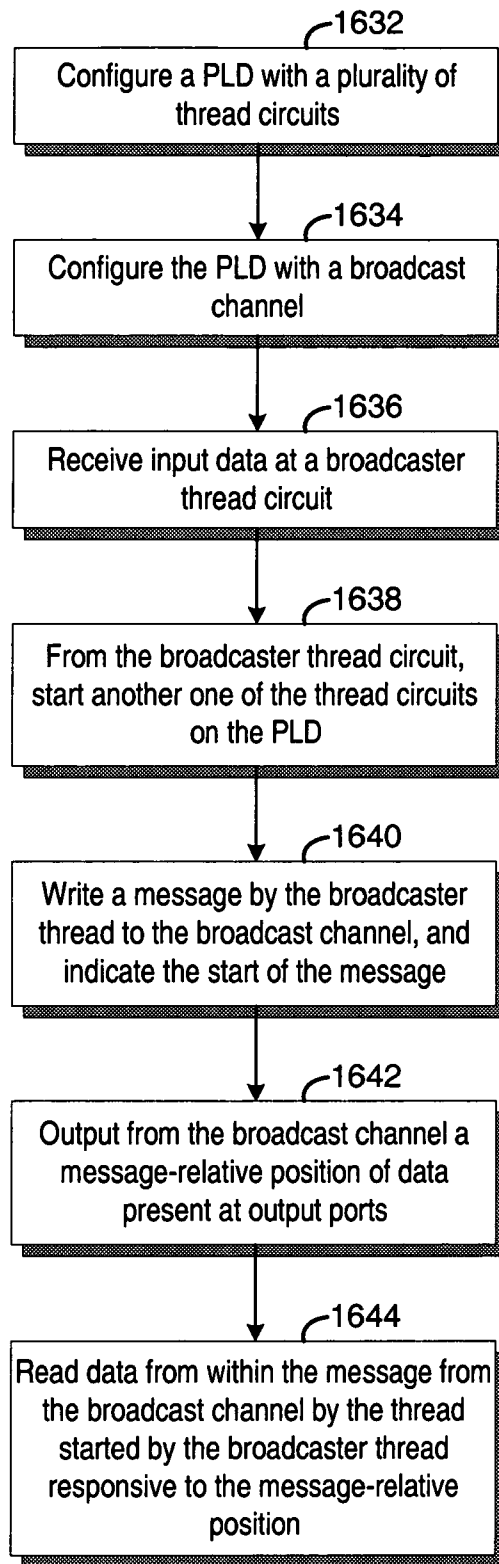 1632
Configure a PLD with a plurality of
thread circuits
1634
Configure the PLD with a broadcast
channel
1636
Receive input data at a broadcaster
thread circuit
1638
From the broadcaster thread circuit,
start another one of the thread circuits
on the PLD
1640
Write a message by the broadcaster
thread to the broadcast channel, and
indicate the start of the message
1642
Output from the broadcast channel a
message-relative position of data
present at output ports
1644
Read data from within the message from
the broadcast channel by the thread
started by the broadcaster thread
responsive to the message-relative
position